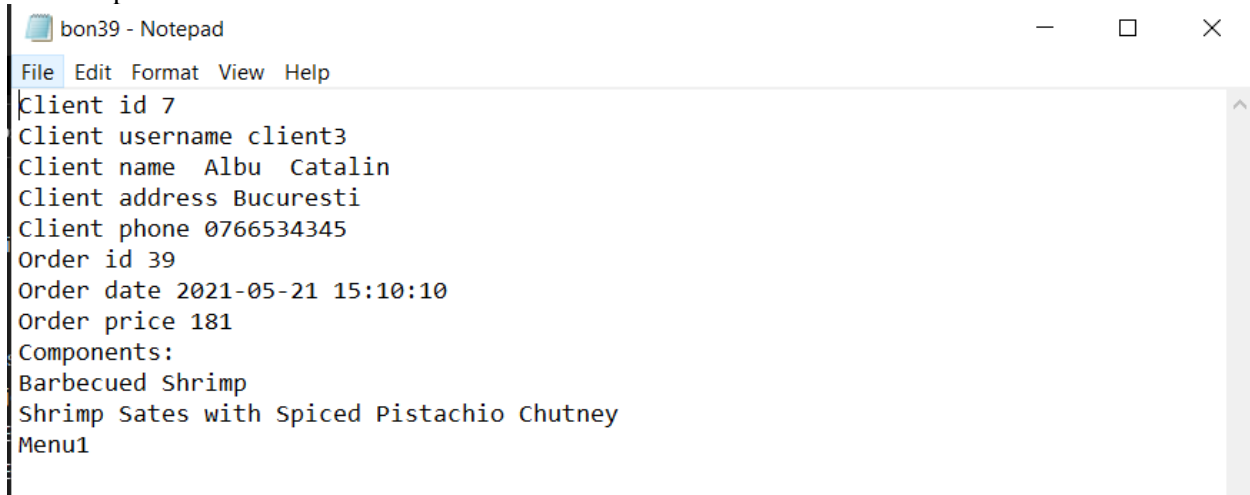 bon39 - Notepad
File Edit Format View Help
Client id 7
Client username client3
Client name  Albu  Catalin
Client address Bucuresti
Client phone 0766534345
Order id 39
Order date 2021-05-21 15:10:10
Order price 181
Components:
Barbecued Shrimp
Shrimp Sates with Spiced Pistachio Chutney
Menu1